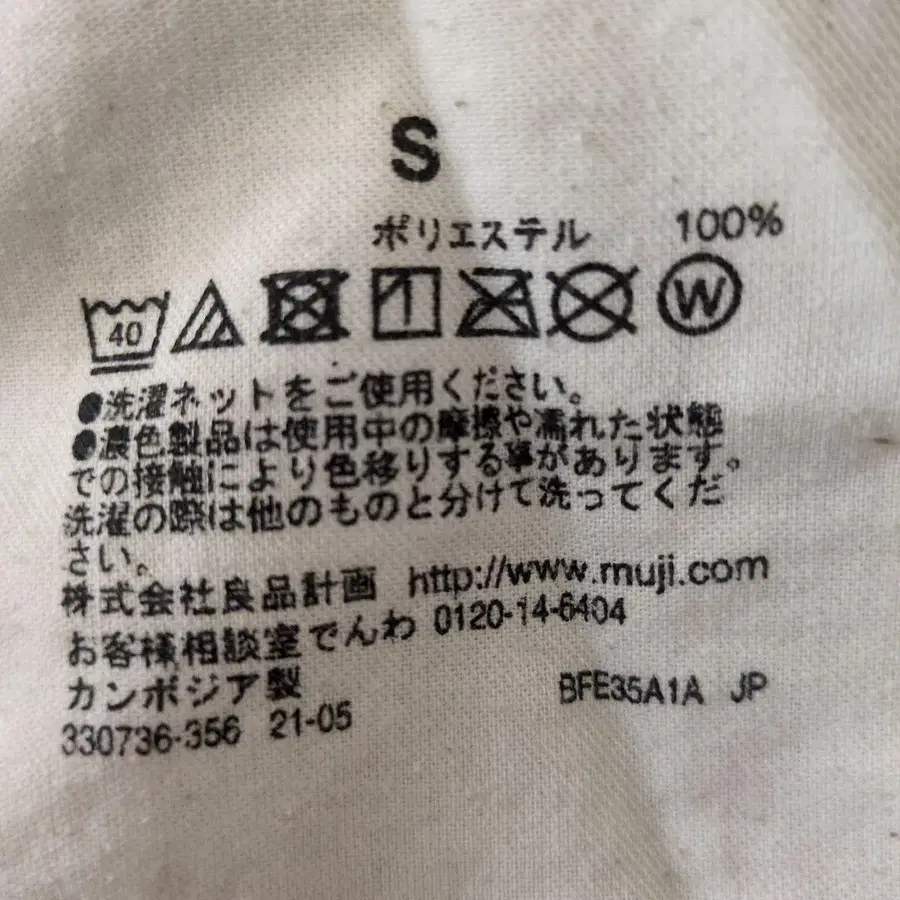 S
ポリエステル 100%
40 W
●洗濯ネットをご使用ください。
●濃色製品は使用中の摩擦や濡れた状態
での接触により色移りする事があります。
洗濯の際は他のものと分けて洗ってくだ
さい。
株式会社良品計画 http://www.muji.com
お客様相談室でんわ 0120-14-6404
カンボジア製 BFE35A1A JP
330736-356 21-05